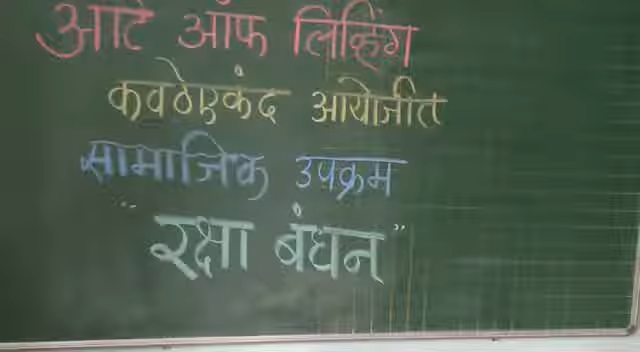 आर्ट ऑफ लिव्हिंग
कवठेएकंद आयोजीत
सामाजिक उपक्रम
"रक्षा बंधन"